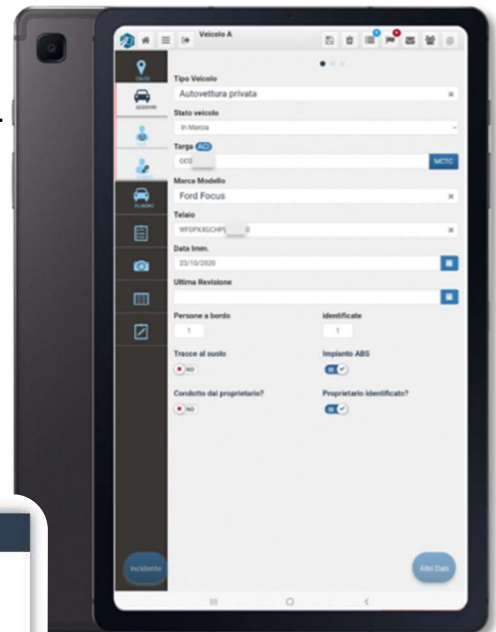 Veicolo A
Tipo Veicolo
Autovettura privata
Stato veicolo
In Marcia
Targa ACI
MCTC
Marca Modello
Ford Focus
Telaio
Data Imm.
23/10/2020
Ultima Revisione
Persone a bordo identificate
1 1
Tracce al suolo Impianto ABS
NO SI
Condotto dal proprietario? Proprietario identificato?
NO SI
Incidente Altri Dati